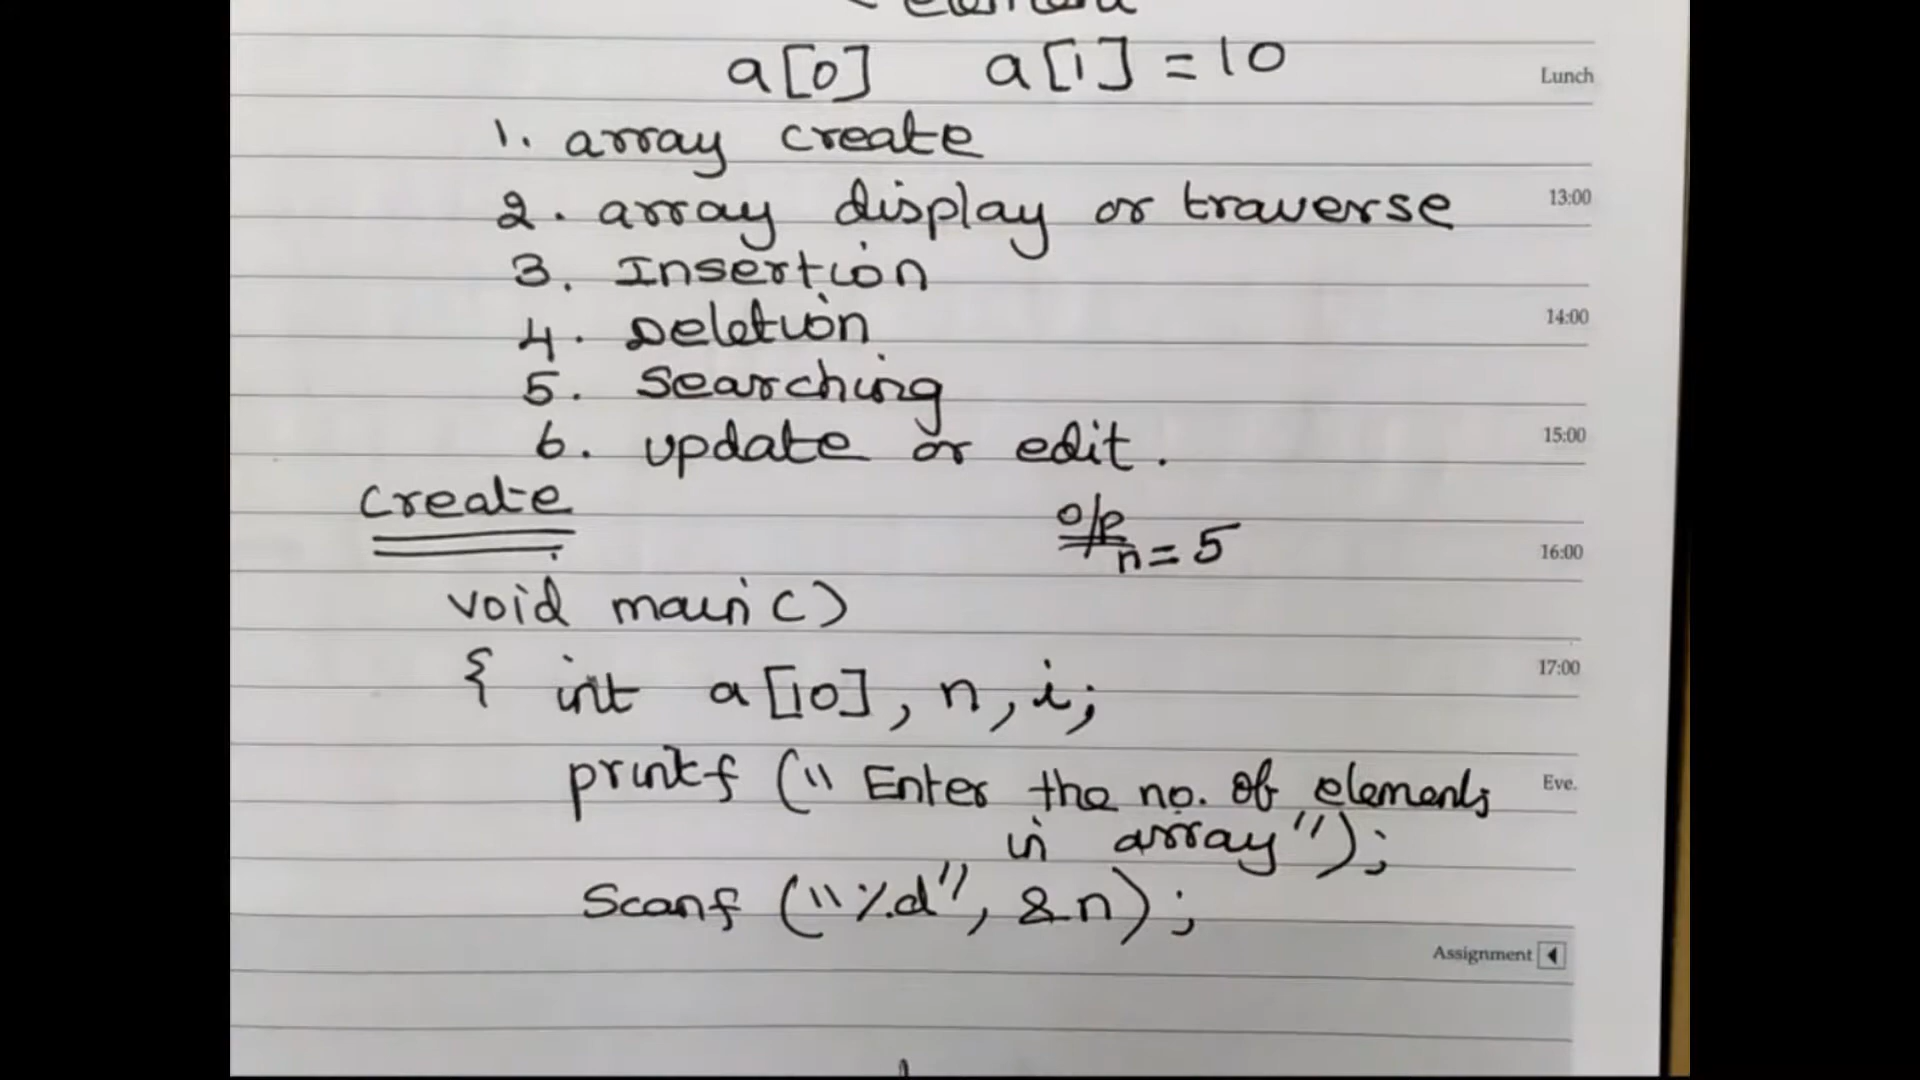 element
a[0] a[1] = 10
Lunch
1. array create
2. array display or traverse
13:00
3. Insertion
4. Deletion
14:00
5. Searching
6. update or edit.
15:00
create
o/p
n = 5
16:00
void main()
{ int a[10], n, i;
17:00
printf ("Enter the no. of elements
Eve.
in array");
Scanf ("%d", &n);
Assignment